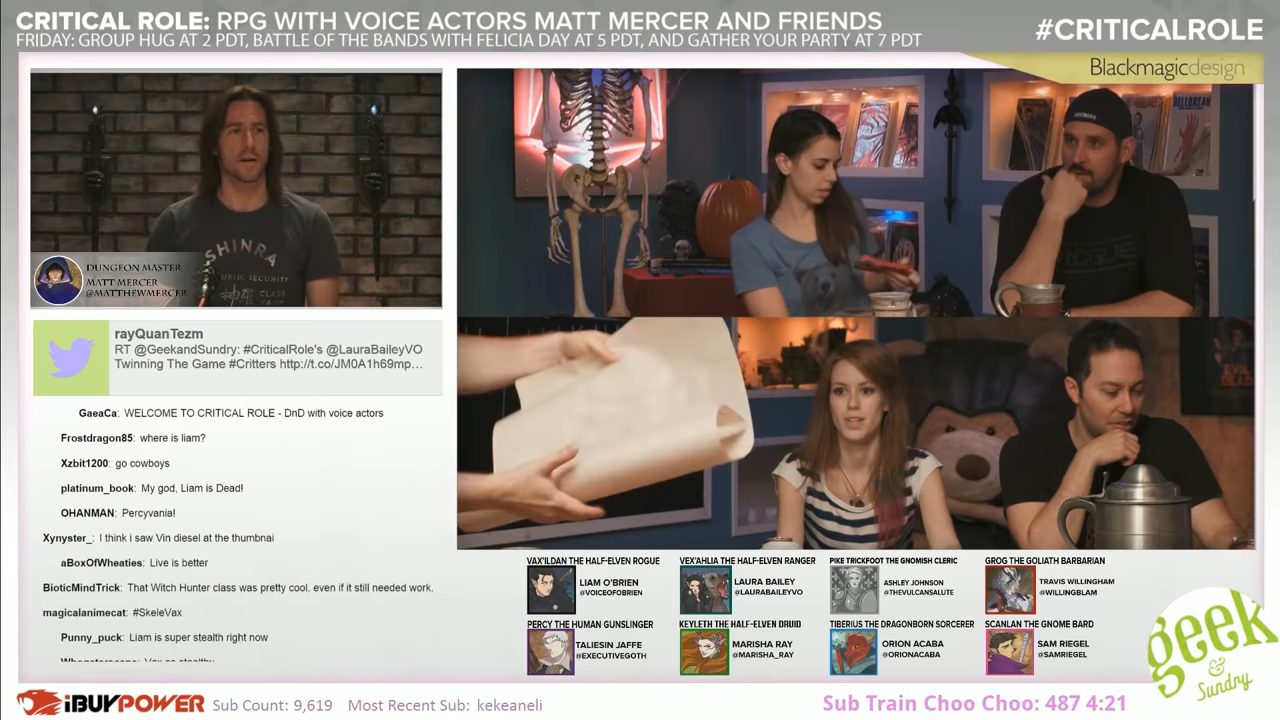 CRITICAL ROLE: RPG WITH VOICE ACTORS MATT MERCER AND FRIENDS
FRIDAY: GROUP HUG AT 2 PDT, BATTLE OF THE BANDS WITH FELICIA DAY AT 5 PDT, AND GATHER YOUR PARTY AT 7 PDT
#CRITICALROLE
Blackmagicdesign
SHINRA
PUBLIC SECURITY
CLASS
DUNGEON MASTER
MATT MERCER
@MATTHEWMERCER
HELLBREAK
ROGUE
EVIL
DEAD
rayQuanTezm
RT @GeekandSundry: #CriticalRole's @LauraBaileyVO
Twinning The Game #Critters http://t.co/JM0A1h69mp...
GaeaCa: WELCOME TO CRITICAL ROLE - DnD with voice actors
Frostdragon85: where is liam?
Xzbit1200: go cowboys
platinum_book: My god, Liam is Dead!
OHANMAN: Percyvania!
Xynyster_: I think i saw Vin diesel at the thumbnai
aBoxOfWheaties: Live is better
BioticMindTrick: That Witch Hunter class was pretty cool, even if it still needed work.
magicalanimecat: #SkeleVax
Punny_puck: Liam is super stealth right now
VAX'ILDAN THE HALF-ELVEN ROGUE
LIAM O'BRIEN
@VOICEOFOBRIEN
VEX'AHLIA THE HALF-ELVEN RANGER
LAURA BAILEY
@LAURABAILEYVO
PIKE TRICKFOOT THE GNOMISH CLERIC
ASHLEY JOHNSON
@THEVULCANSALUTE
GROG THE GOLIATH BARBARIAN
TRAVIS WILLINGHAM
@WILLINGBLAM
PERCY THE HUMAN GUNSLINGER
TALIESIN JAFFE
@EXECUTIVEGOTH
KEYLETH THE HALF-ELVEN DRUID
MARISHA RAY
@MARISHA_RAY
TIBERIUS THE DRAGONBORN SORCERER
ORION ACABA
@ORIONACABA
SCANLAN THE GNOME BARD
SAM RIEGEL
@SAMRIEGEL
geek
&
Sundry
iBUYPOWER
Sub Count: 9,619 Most Recent Sub: kekeaneli
Sub Train Choo Choo: 487 4:21